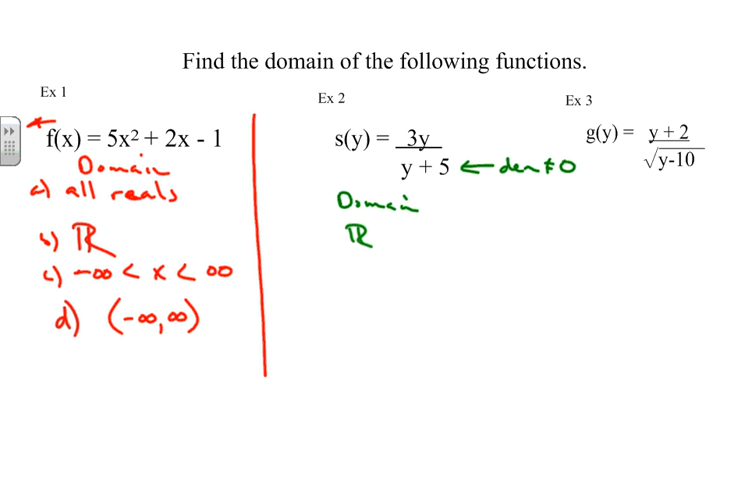 Find the domain of the following functions.
Ex 1
f(x) = 5x² + 2x - 1
Domain
a) all reals
b) ℝ
c) -∞ < x < ∞
d) (-∞, ∞)
Ex 2
s(y) = 3y
y + 5 ← den ≠ 0
Domain
ℝ
Ex 3
g(y) = y + 2
√y-10